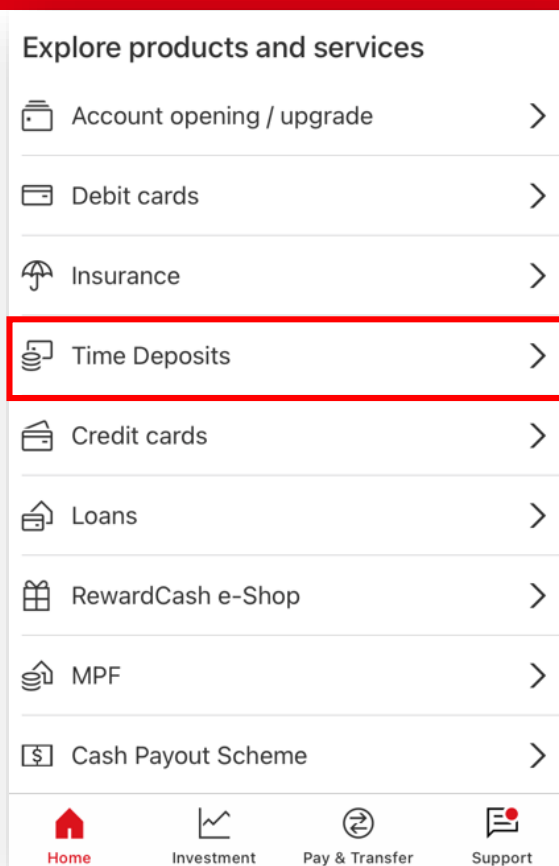 Explore products and services
Account opening / upgrade
Debit cards
Insurance
Time Deposits
Credit cards
Loans
RewardCash e-Shop
MPF
$ Cash Payout Scheme
Home Investment Pay & Transfer Support